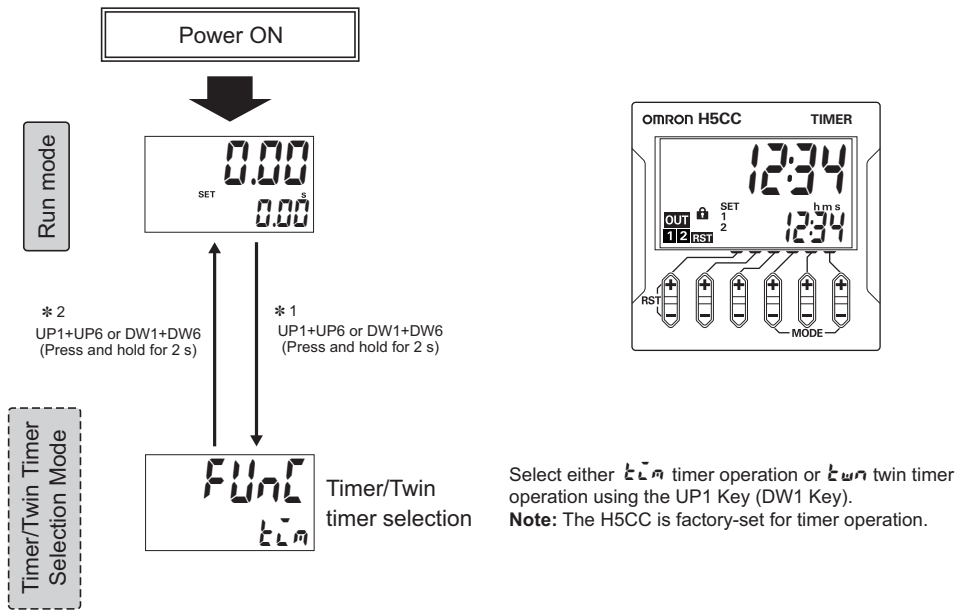 Power ON
Run mode
0.00
SET
s
0.00
✻ 2
UP1+UP6 or DW1+DW6
(Press and hold for 2 s)
✻ 1
UP1+UP6 or DW1+DW6
(Press and hold for 2 s)
Timer/Twin Timer
Selection Mode
FUnC
tim
Timer/Twin
timer selection
OMRON H5CC TIMER
12:34
OUT
SET
1
2
1 2 RST
h m s
12:34
+ + + + + +
RST
- - - - - -
MODE
Select either tim timer operation or twn twin timer
operation using the UP1 Key (DW1 Key).
Note: The H5CC is factory-set for timer operation.